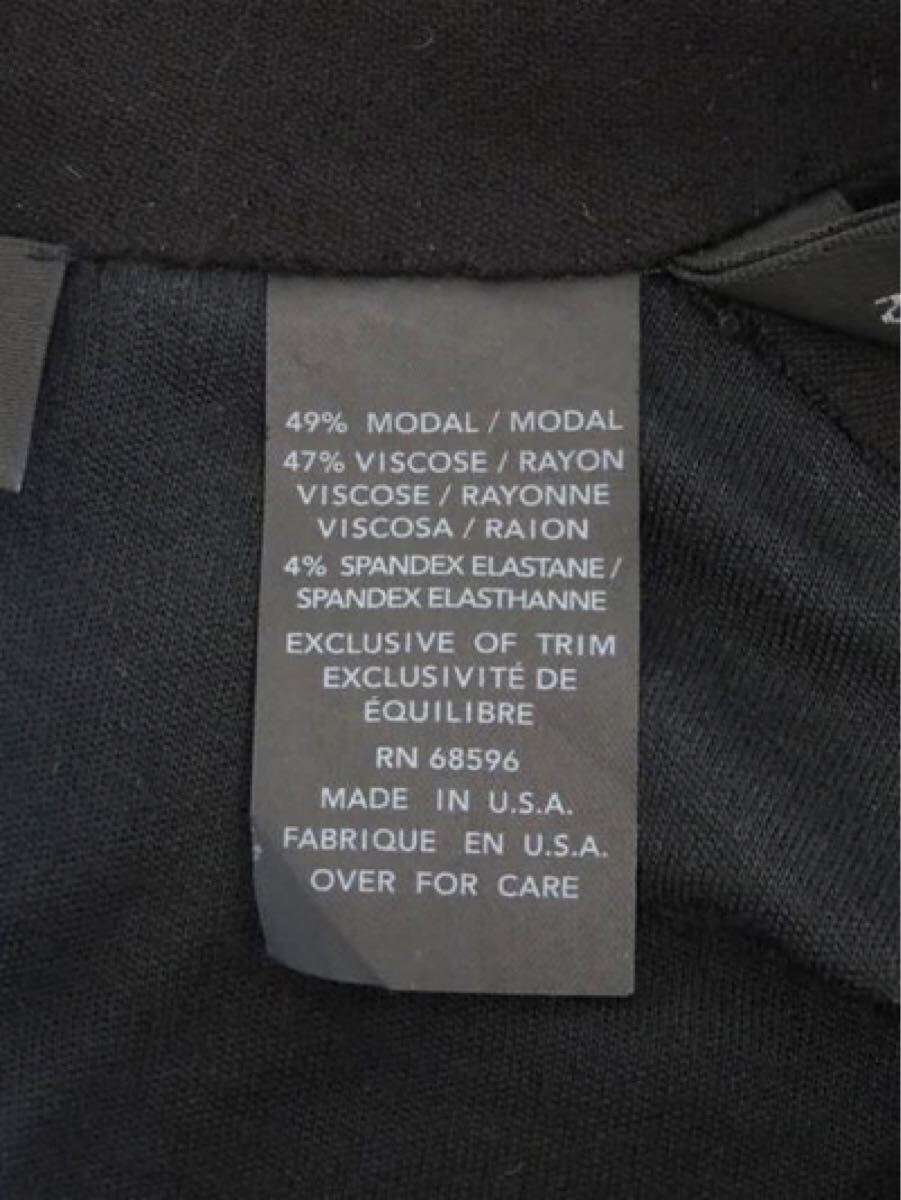 49% MODAL / MODAL
47% VISCOSE / RAYON
VISCOSE / RAYONNE
VISCOSA / RAION
4% SPANDEX ELASTANE /
SPANDEX ELASTHANNE
EXCLUSIVE OF TRIM
EXCLUSIVITÉ DE
ÉQUILIBRE
RN 68596
MADE IN U.S.A.
FABRIQUE EN U.S.A.
OVER FOR CARE